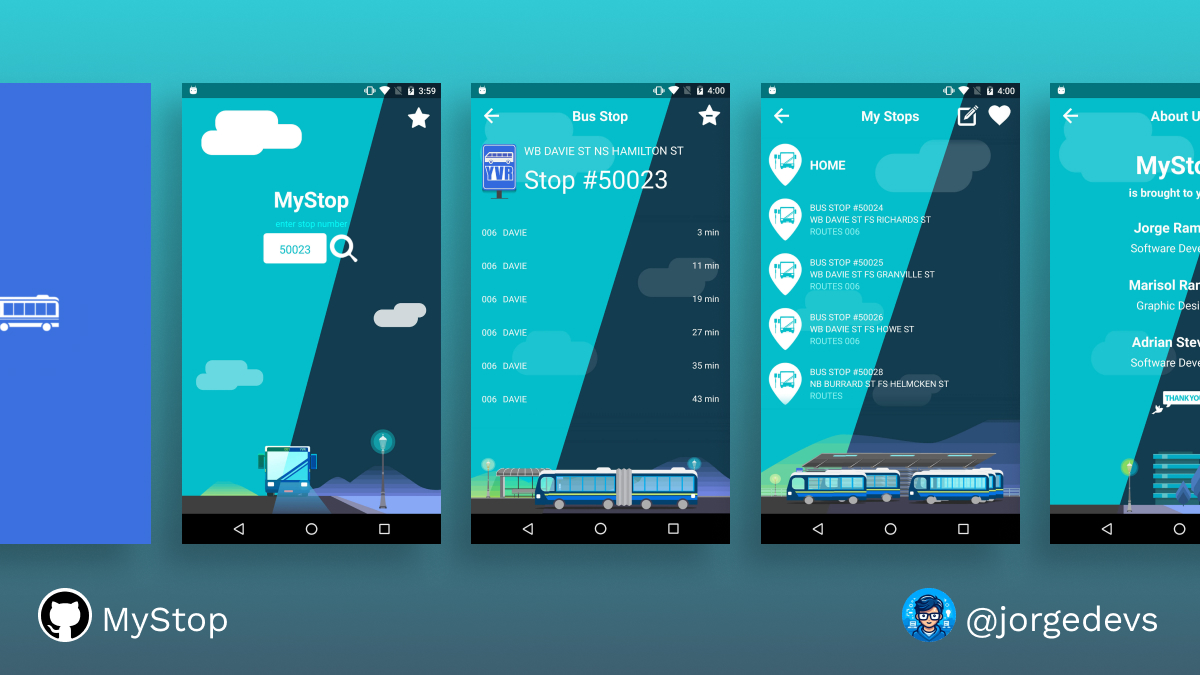 3:59
MyStop
enter stop number
50023
4:00
Bus Stop
WB DAVIE ST NS HAMILTON ST
YVR
Stop #50023
006 DAVIE 3 min
006 DAVIE 11 min
006 DAVIE 19 min
006 DAVIE 27 min
006 DAVIE 35 min
006 DAVIE 43 min
4:00
My Stops
HOME
BUS STOP #50024
WB DAVIE ST FS RICHARDS ST
ROUTES 006
BUS STOP #50025
WB DAVIE ST FS GRANVILLE ST
ROUTES 006
BUS STOP #50026
WB DAVIE ST FS HOWE ST
ROUTES 006
BUS STOP #50028
NB BURRARD ST FS HELMCKEN ST
ROUTES
About U
MySto
is brought to y
Jorge Ram
Software Deve
Marisol Ran
Graphic Desi
Adrian Stev
Software Deve
THANK YOU
MyStop
@jorgedevs